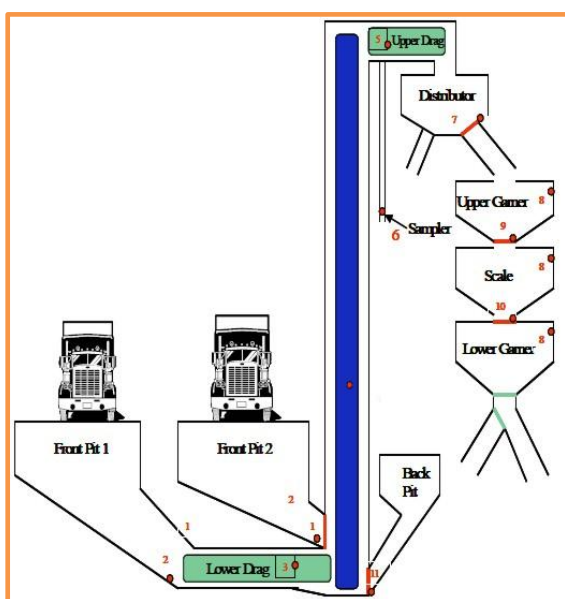 5
Upper Drag
Distributor
7
Upper Garner
8
9
6
Sampler
8
Scale
10
8
Lower Garner
Front Pit 1
Front Pit 2
Back
Pit
2
1
1
2
Lower Drag
3
11